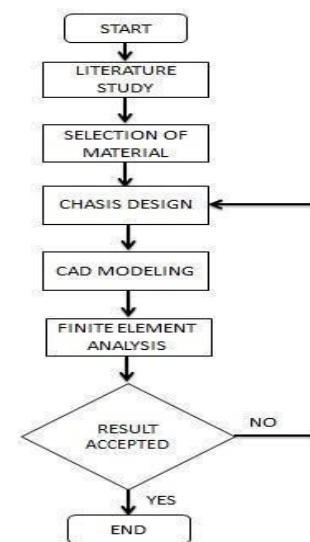 START
LITERATURE
STUDY
SELECTION OF
MATERIAL
CHASIS DESIGN
CAD MODELING
FINITE ELEMENT
ANALYSIS
RESULT
ACCEPTED
NO
YES
END